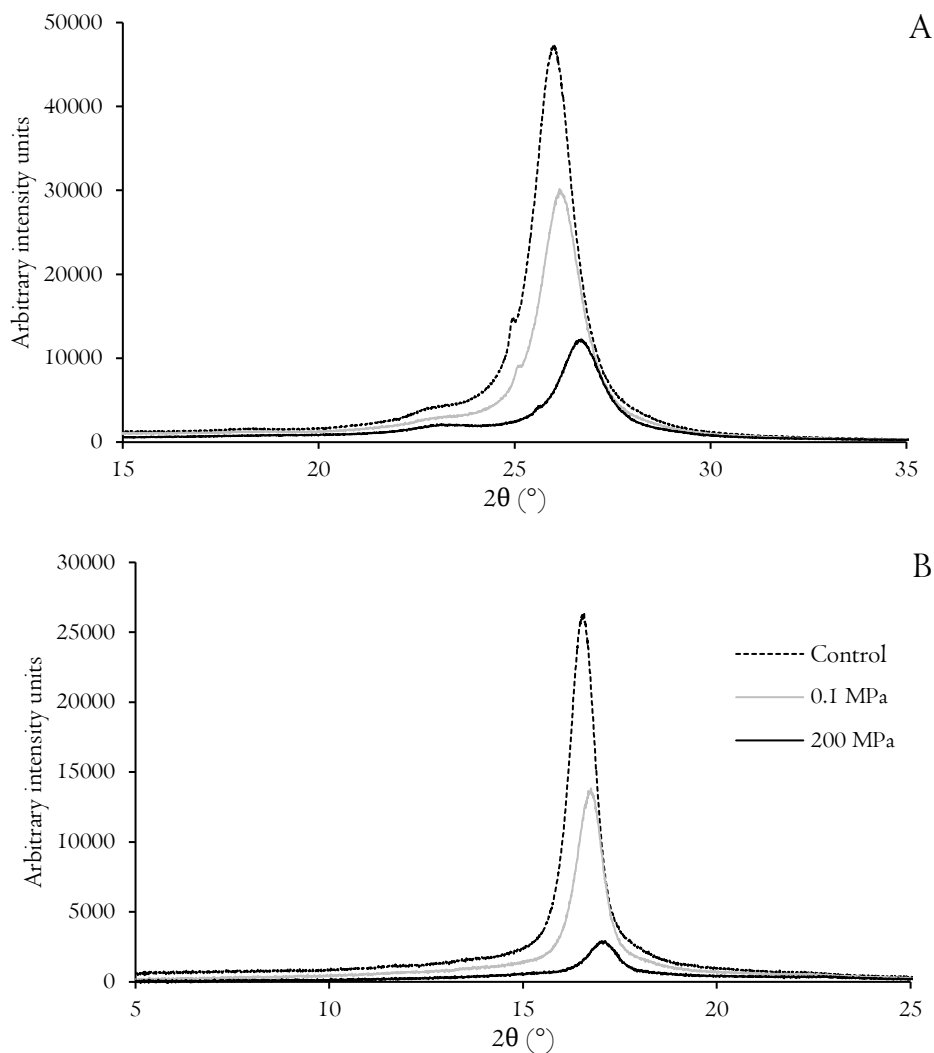 A
50000
40000
30000
20000
10000
0
Arbitrary intensity units
15 20 25 30 35
2θ (°)
B
30000
25000
20000
15000
10000
5000
0
Arbitrary intensity units
Control
0.1 MPa
200 MPa
5 10 15 20 25
2θ (°)